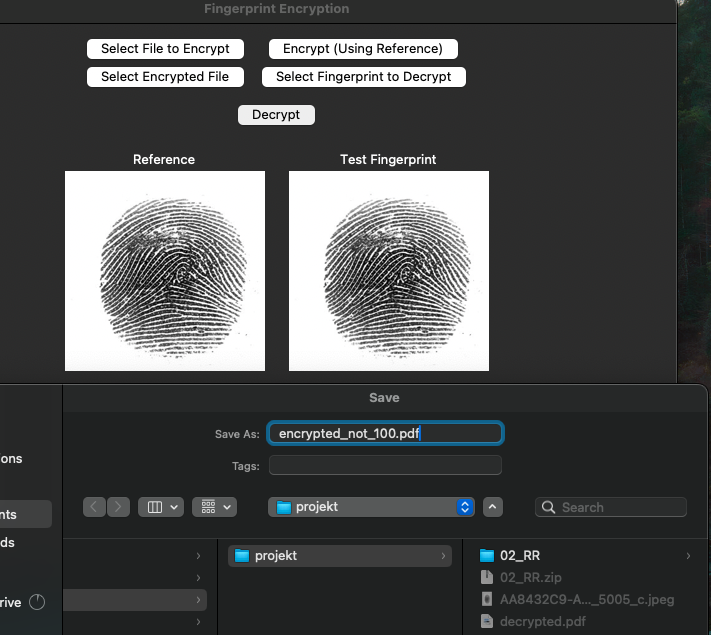 Fingerprint Encryption
Select File to Encrypt
Encrypt (Using Reference)
Select Encrypted File
Select Fingerprint to Decrypt
Decrypt
Reference
Test Fingerprint
Save
Save As:
encrypted_not_100.pdf
Tags:
ons
projekt
Search
nts
ds
projekt
02_RR
02_RR.zip
rive
AA8432C9-A..._5005_c.jpeg
decrypted.pdf